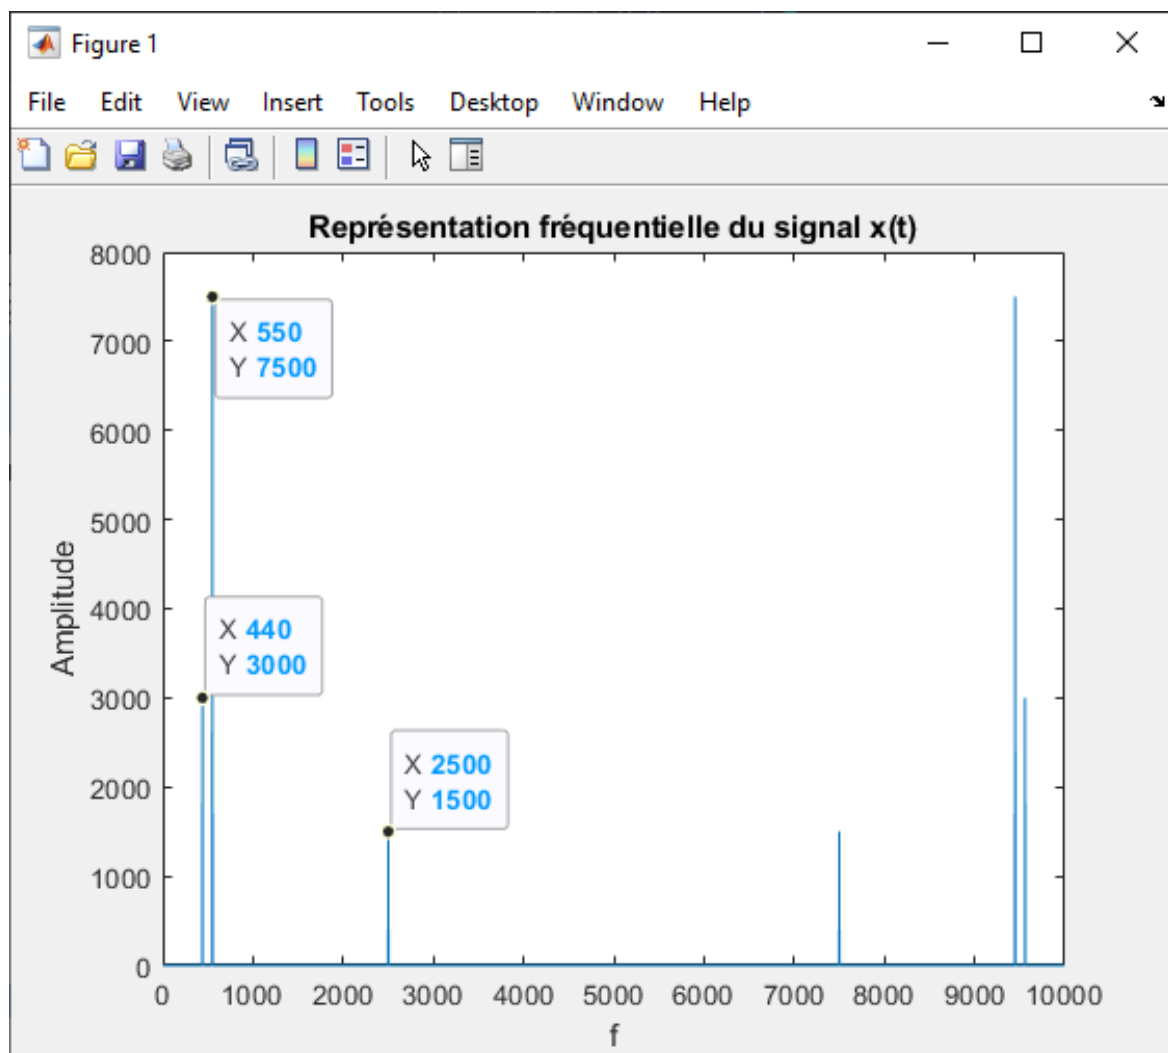 Figure 1
File Edit View Insert Tools Desktop Window Help
Représentation fréquentielle du signal x(t)
8000
X 550
Y 7500
7000
6000
5000
Amplitude
4000
X 440
Y 3000
3000
X 2500
Y 1500
2000
1000
0
0 1000 2000 3000 4000 5000 6000 7000 8000 9000 10000
f